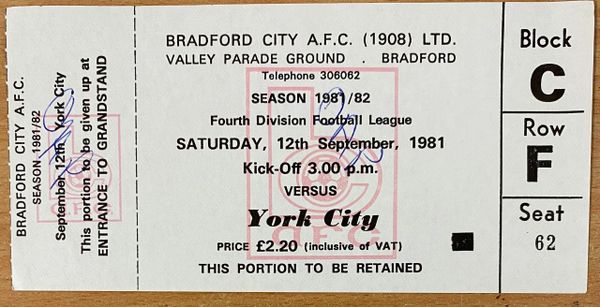 BRADFORD CITY A.F.C.
SEASON 1981/82
September 12th York City
This portion to be given up at
ENTRANCE TO GRANDSTAND
BRADFORD CITY A.F.C. (1908) LTD.
VALLEY PARADE GROUND . BRADFORD
Telephone 306062
SEASON 1981/82
Fourth Division Football League
SATURDAY, 12th September, 1981
Kick-Off 3.00 p.m.
VERSUS
York City
PRICE £2.20 (inclusive of VAT)
THIS PORTION TO BE RETAINED
Block
C
Row
F
Seat
62